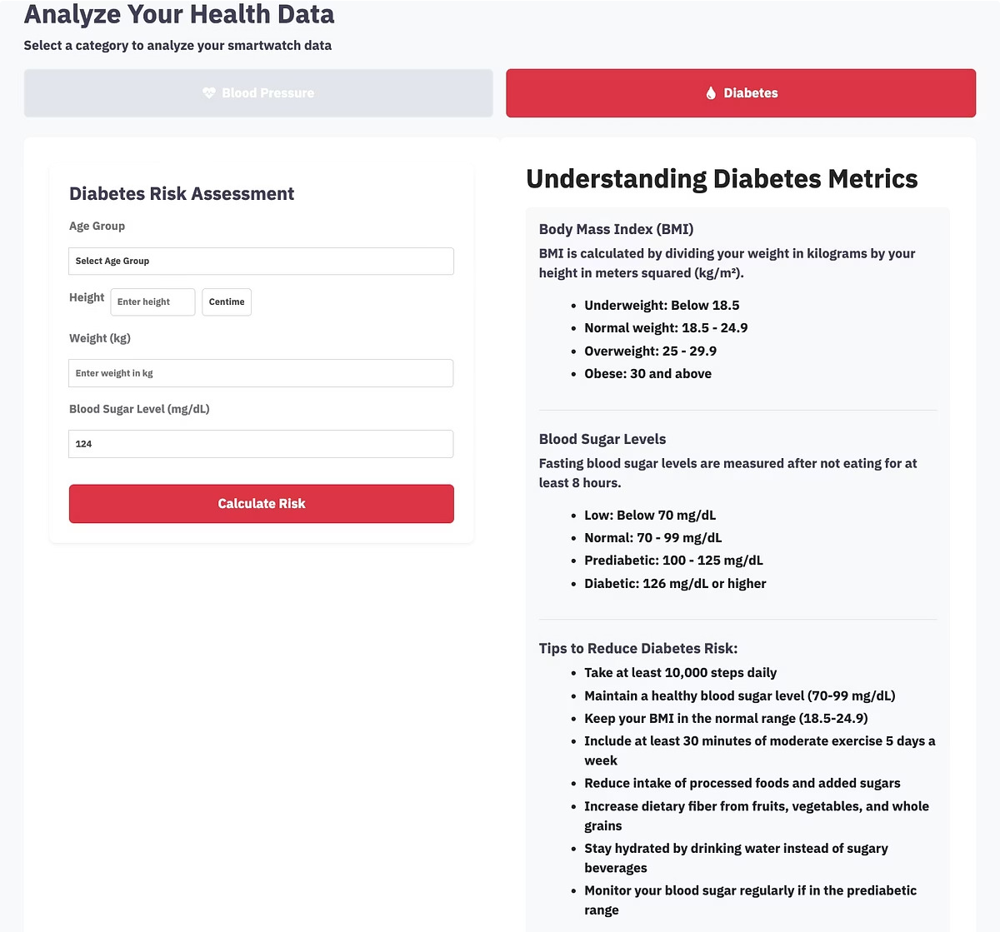 Analyze Your Health Data
Select a category to analyze your smartwatch data
Blood Pressure
Diabetes
Diabetes Risk Assessment
Age Group
Select Age Group
Height
Enter height
Centime
Weight (kg)
Enter weight in kg
Blood Sugar Level (mg/dL)
124
Calculate Risk
Understanding Diabetes Metrics
Body Mass Index (BMI)
BMI is calculated by dividing your weight in kilograms by your
height in meters squared (kg/m²).
• Underweight: Below 18.5
• Normal weight: 18.5 - 24.9
• Overweight: 25 - 29.9
• Obese: 30 and above
Blood Sugar Levels
Fasting blood sugar levels are measured after not eating for at
least 8 hours.
• Low: Below 70 mg/dL
• Normal: 70 - 99 mg/dL
• Prediabetic: 100 - 125 mg/dL
• Diabetic: 126 mg/dL or higher
Tips to Reduce Diabetes Risk:
• Take at least 10,000 steps daily
• Maintain a healthy blood sugar level (70-99 mg/dL)
• Keep your BMI in the normal range (18.5-24.9)
• Include at least 30 minutes of moderate exercise 5 days a
week
• Reduce intake of processed foods and added sugars
• Increase dietary fiber from fruits, vegetables, and whole
grains
• Stay hydrated by drinking water instead of sugary
beverages
• Monitor your blood sugar regularly if in the prediabetic
range